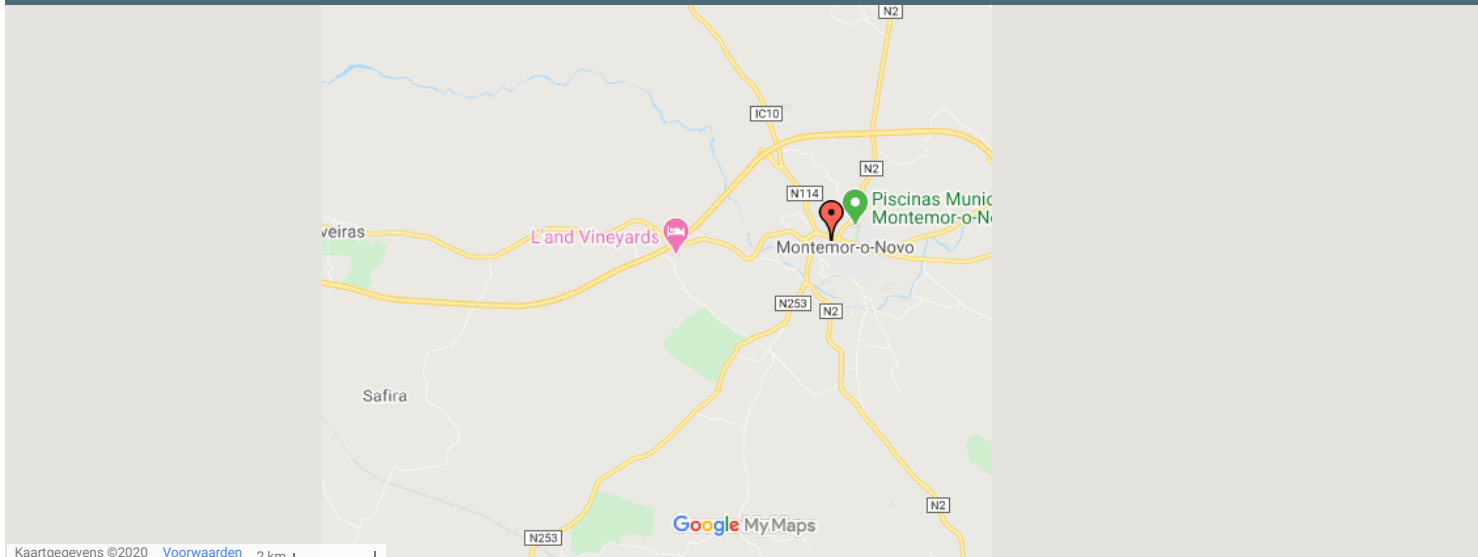 N2
IC10
N2
N114
Piscinas Munic
Montemor-o-N
veiras
L'and Vineyards
Montemor-o-Novo
N253
N2
Safira
N2
Google My Maps
N253
Kaartgegevens ©2020 Voorwaarden 2 km